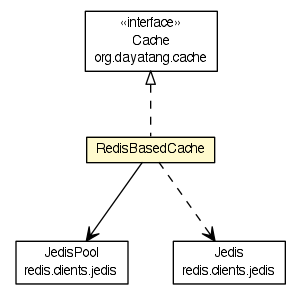 «interface»
Cache
org.dayatang.cache
RedisBasedCache
JedisPool
redis.clients.jedis
Jedis
redis.clients.jedis